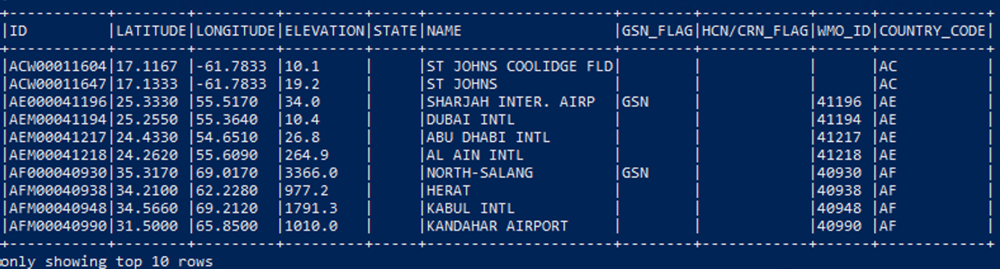 +-----------+--------+---------+---------+-----+---------------------+--------+------------+------+------------+
|ID         |LATITUDE|LONGITUDE|ELEVATION|STATE|NAME                 |GSN_FLAG|HCN/CRN_FLAG|WMO_ID|COUNTRY_CODE|
+-----------+--------+---------+---------+-----+---------------------+--------+------------+------+------------+
|ACW00011604|17.1167 |-61.7833 |10.1     |     |ST JOHNS COOLIDGE FLD|        |            |      |AC          |
|ACW00011647|17.1333 |-61.7833 |19.2     |     |ST JOHNS             |        |            |      |AC          |
|AE000041196|25.3330 |55.5170  |34.0     |     |SHARJAH INTER. AIRP  |GSN     |            |41196 |AE          |
|AEM00041194|25.2550 |55.3640  |10.4     |     |DUBAI INTL           |        |            |41194 |AE          |
|AEM00041217|24.4330 |54.6510  |26.8     |     |ABU DHABI INTL       |        |            |41217 |AE          |
|AEM00041218|24.2620 |55.6090  |264.9    |     |AL AIN INTL          |        |            |41218 |AE          |
|AF000040930|35.3170 |69.0170  |3366.0   |     |NORTH-SALANG         |GSN     |            |40930 |AF          |
|AFM00040938|34.2100 |62.2280  |977.2    |     |HERAT                |        |            |40938 |AF          |
|AFM00040948|34.5660 |69.2120  |1791.3   |     |KABUL INTL           |        |            |40948 |AF          |
|AFM00040990|31.5000 |65.8500  |1010.0   |     |KANDAHAR AIRPORT     |        |            |40990 |AF          |
+-----------+--------+---------+---------+-----+---------------------+--------+------------+------+------------+
only showing top 10 rows